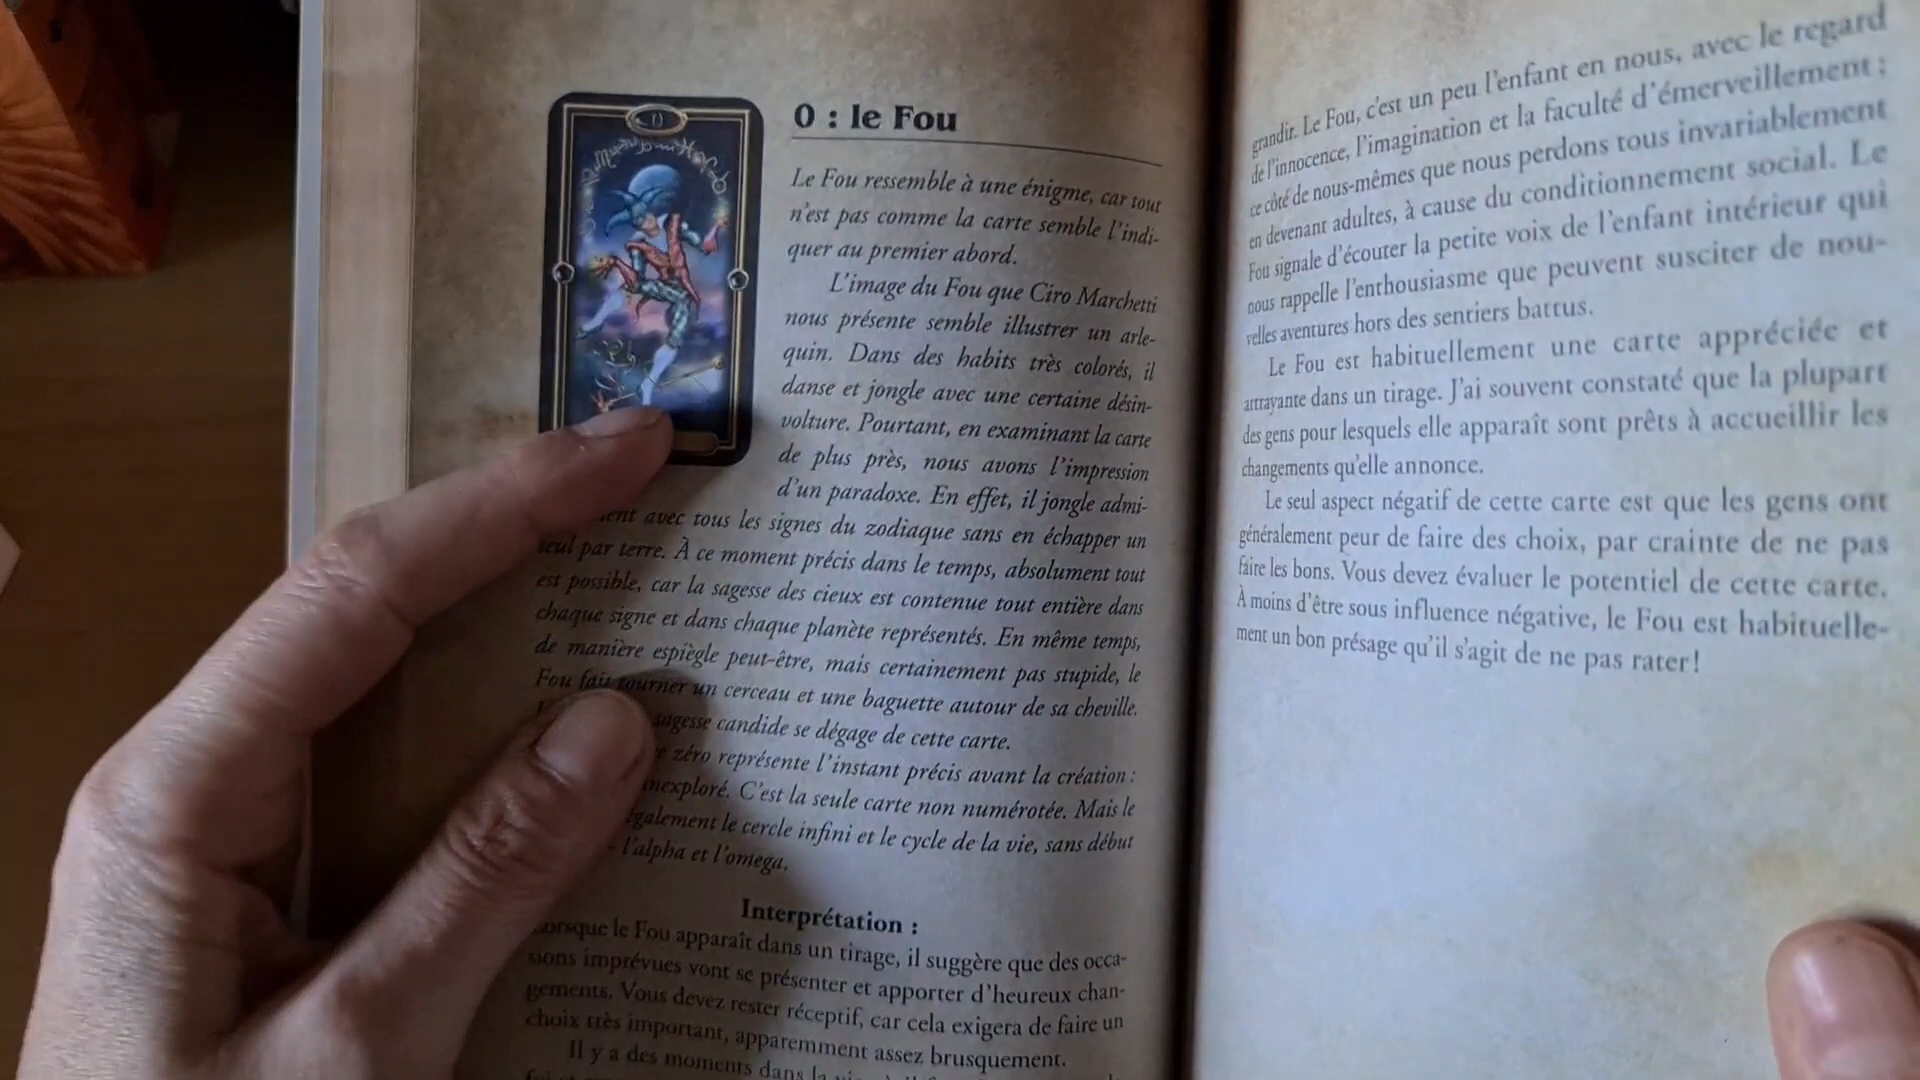 0
0 : le Fou
Le Fou ressemble à une énigme, car tout
n'est pas comme la carte semble l'indi-
quer au premier abord.
L'image du Fou que Ciro Marchetti
nous présente semble illustrer un arle-
quin. Dans des habits très colorés, il
danse et jongle avec une certaine désin-
volture. Pourtant, en examinant la carte
de plus près, nous avons l'impression
d'un paradoxe. En effet, il jongle admi-
avec tous les signes du zodiaque sans en échapper un
seul par terre. À ce moment précis dans le temps, absolument tout
est possible, car la sagesse des cieux est contenue tout entière dans
chaque signe et dans chaque planète représentés. En même temps,
de manière espiègle peut-être, mais certainement pas stupide, le
Fou fait tourner un cerceau et une baguette autour de sa cheville.
sagesse candide se dégage de cette carte.
zéro représente l'instant précis avant la création :
inexploré. C'est la seule carte non numérotée. Mais le
également le cercle infini et le cycle de la vie, sans début
- l'alpha et l'omega.
Interprétation :
Lorsque le Fou apparaît dans un tirage, il suggère que des occa-
sions imprévues vont se présenter et apporter d'heureux chan-
gements. Vous devez rester réceptif, car cela exigera de faire un
choix très important, apparemment assez brusquement.
Il y a des moments dans la
grandir. Le Fou, c'est un peu l'enfant en nous, avec le regard
de l'innocence, l'imagination et la faculté d'émerveillement ;
ce côté de nous-mêmes que nous perdons tous invariablement
en devenant adultes, à cause du conditionnement social. Le
Fou signale d'écouter la petite voix de l'enfant intérieur qui
nous rappelle l'enthousiasme que peuvent susciter de nou-
velles aventures hors des sentiers battus.
Le Fou est habituellement une carte appréciée et
attrayante dans un tirage. J'ai souvent constaté que la plupart
des gens pour lesquels elle apparaît sont prêts à accueillir les
changements qu'elle annonce.
Le seul aspect négatif de cette carte est que les gens ont
généralement peur de faire des choix, par crainte de ne pas
faire les bons. Vous devez évaluer le potentiel de cette carte.
À moins d'être sous influence négative, le Fou est habituelle-
ment un bon présage qu'il s'agit de ne pas rater !